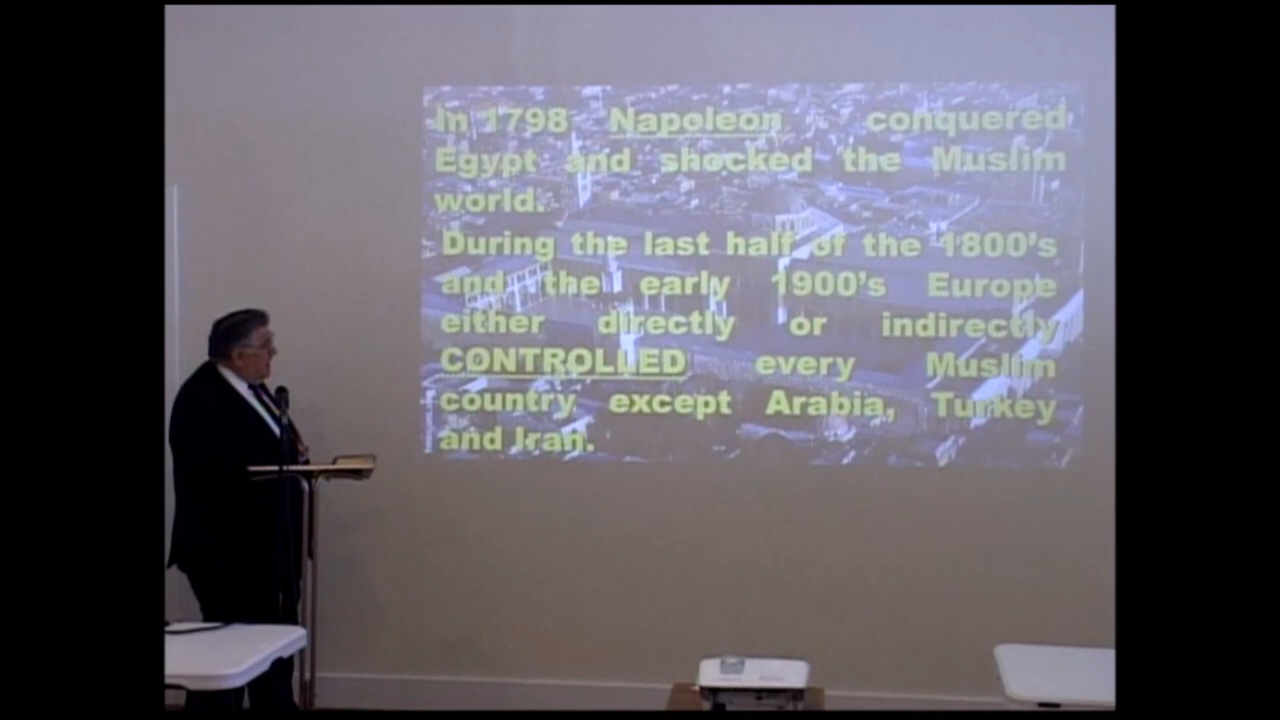 In 1798 Napoleon conquered
Egypt and shocked the Muslim
world.
During the last half of the 1800's
and the early 1900's Europe
either directly or indirectly
CONTROLLED every Muslim
country except Arabia, Turkey
and Iran.